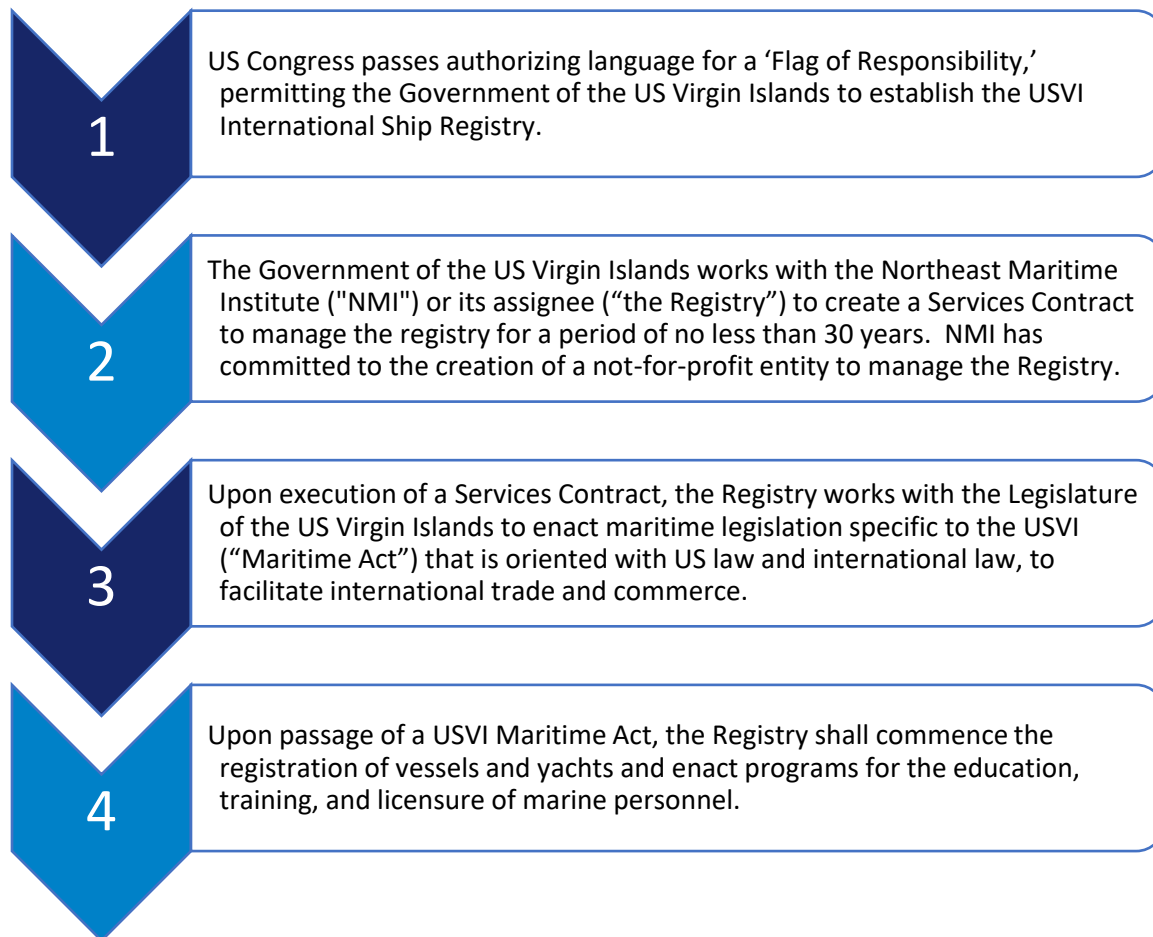 1
US Congress passes authorizing language for a ‘Flag of Responsibility,’
permitting the Government of the US Virgin Islands to establish the USVI
International Ship Registry.
2
The Government of the US Virgin Islands works with the Northeast Maritime
Institute ("NMI") or its assignee (“the Registry”) to create a Services Contract
to manage the registry for a period of no less than 30 years.  NMI has
committed to the creation of a not-for-profit entity to manage the Registry.
3
Upon execution of a Services Contract, the Registry works with the Legislature
of the US Virgin Islands to enact maritime legislation specific to the USVI
(“Maritime Act”) that is oriented with US law and international law, to
facilitate international trade and commerce.
4
Upon passage of a USVI Maritime Act, the Registry shall commence the
registration of vessels and yachts and enact programs for the education,
training, and licensure of marine personnel.